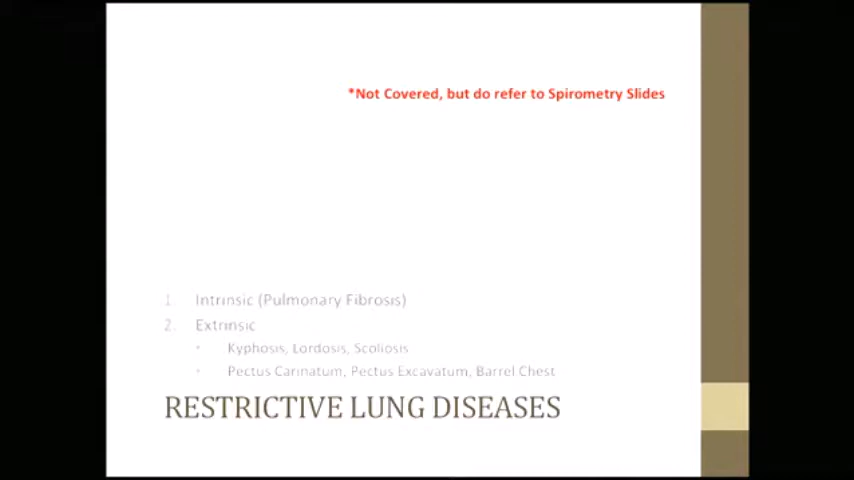 *Not Covered, but do refer to Spirometry Slides
1. Intrinsic (Pulmonary Fibrosis)
2. Extrinsic
• Kyphosis, Lordosis, Scoliosis
• Pectus Carinatum, Pectus Excavatum, Barrel Chest
RESTRICTIVE LUNG DISEASES